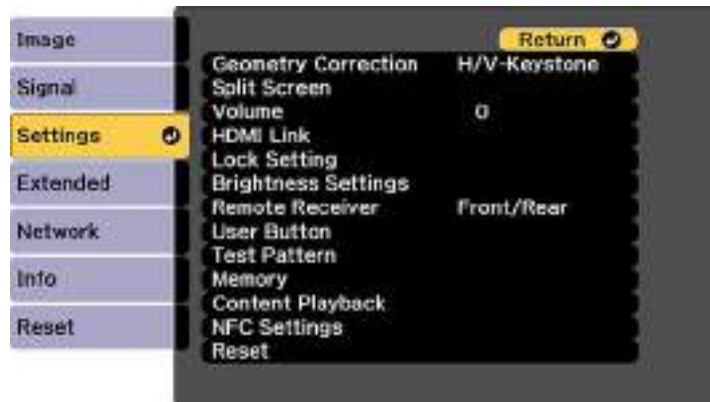 Image
Signal
Settings
Extended
Network
Info
Reset
Return
Geometry Correction H/V-Keystone
Split Screen
Volume 0
HDMI Link
Lock Setting
Brightness Settings
Remote Receiver Front/Rear
User Button
Test Pattern
Memory
Content Playback
NFC Settings
Reset